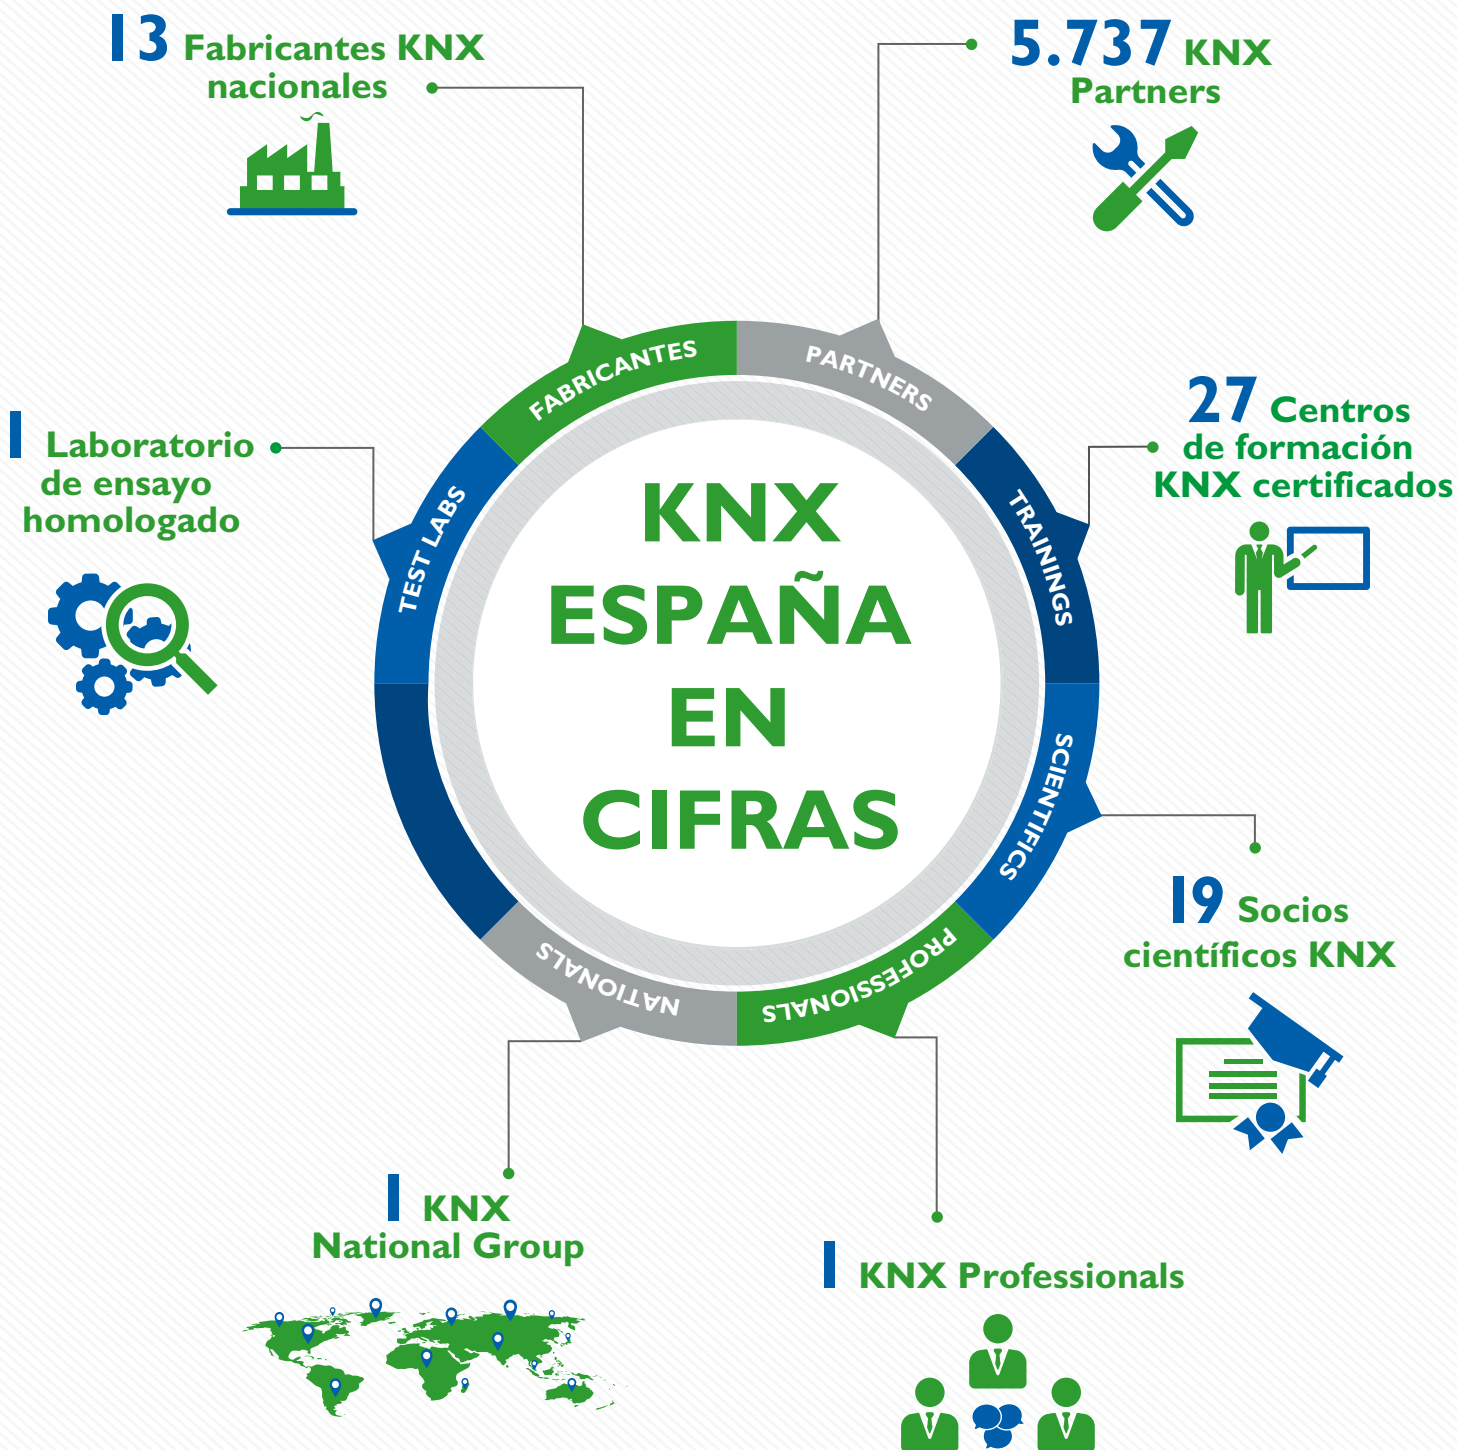 13 Fabricantes KNX
nacionales
5.737 KNX
Partners
FABRICANTES
PARTNERS
27 Centros
de formación
KNX certificados
1 Laboratorio
de ensayo
homologado
TEST LABS
TRAININGS
KNX
ESPAÑA
EN
CIFRAS
SCIENTIFICS
19 Socios
científicos KNX
NATIONALS
PROFESSIONALS
1 KNX
National Group
1 KNX Professionals